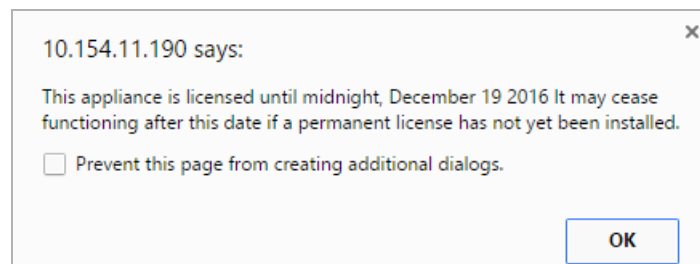 10.154.11.190 says:
This appliance is licensed until midnight, December 19 2016 It may cease
functioning after this date if a permanent license has not yet been installed.
Prevent this page from creating additional dialogs.
OK